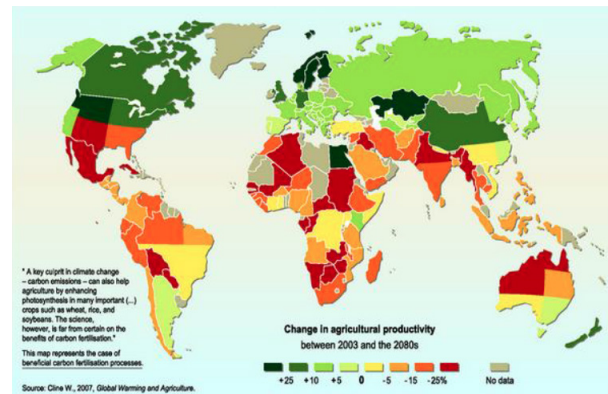 " A key culprit in climate change
– carbon emissions – can also help
agriculture by enhancing
photosynthesis in many important (...)
crops such as wheat, rice, and
soybeans. The science,
however, is far from certain on the
benefits of carbon fertilisation."
This map represents the case of
beneficial carbon fertilisation processes.
Source: Cline W., 2007, Global Warming and Agriculture.
Change in agricultural productivity
between 2003 and the 2080s
+25 +10 +5 0 -5 -15 -25%
No data